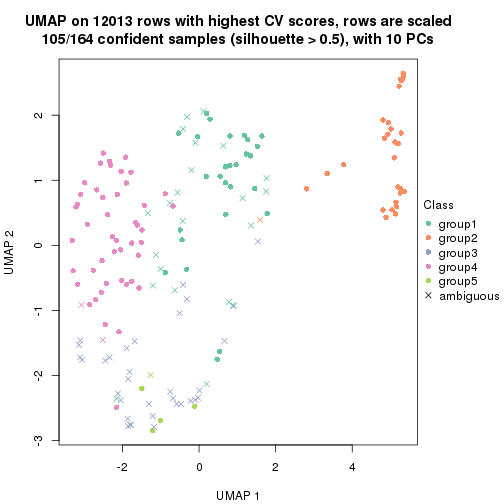 UMAP on 12013 rows with highest CV scores, rows are scaled
105/164 confident samples (silhouette > 0.5), with 10 PCs
UMAP 2
2
1
0
-1
-2
-3
-2
0
2
4
UMAP 1
Class
group1
group2
group3
group4
group5
ambiguous